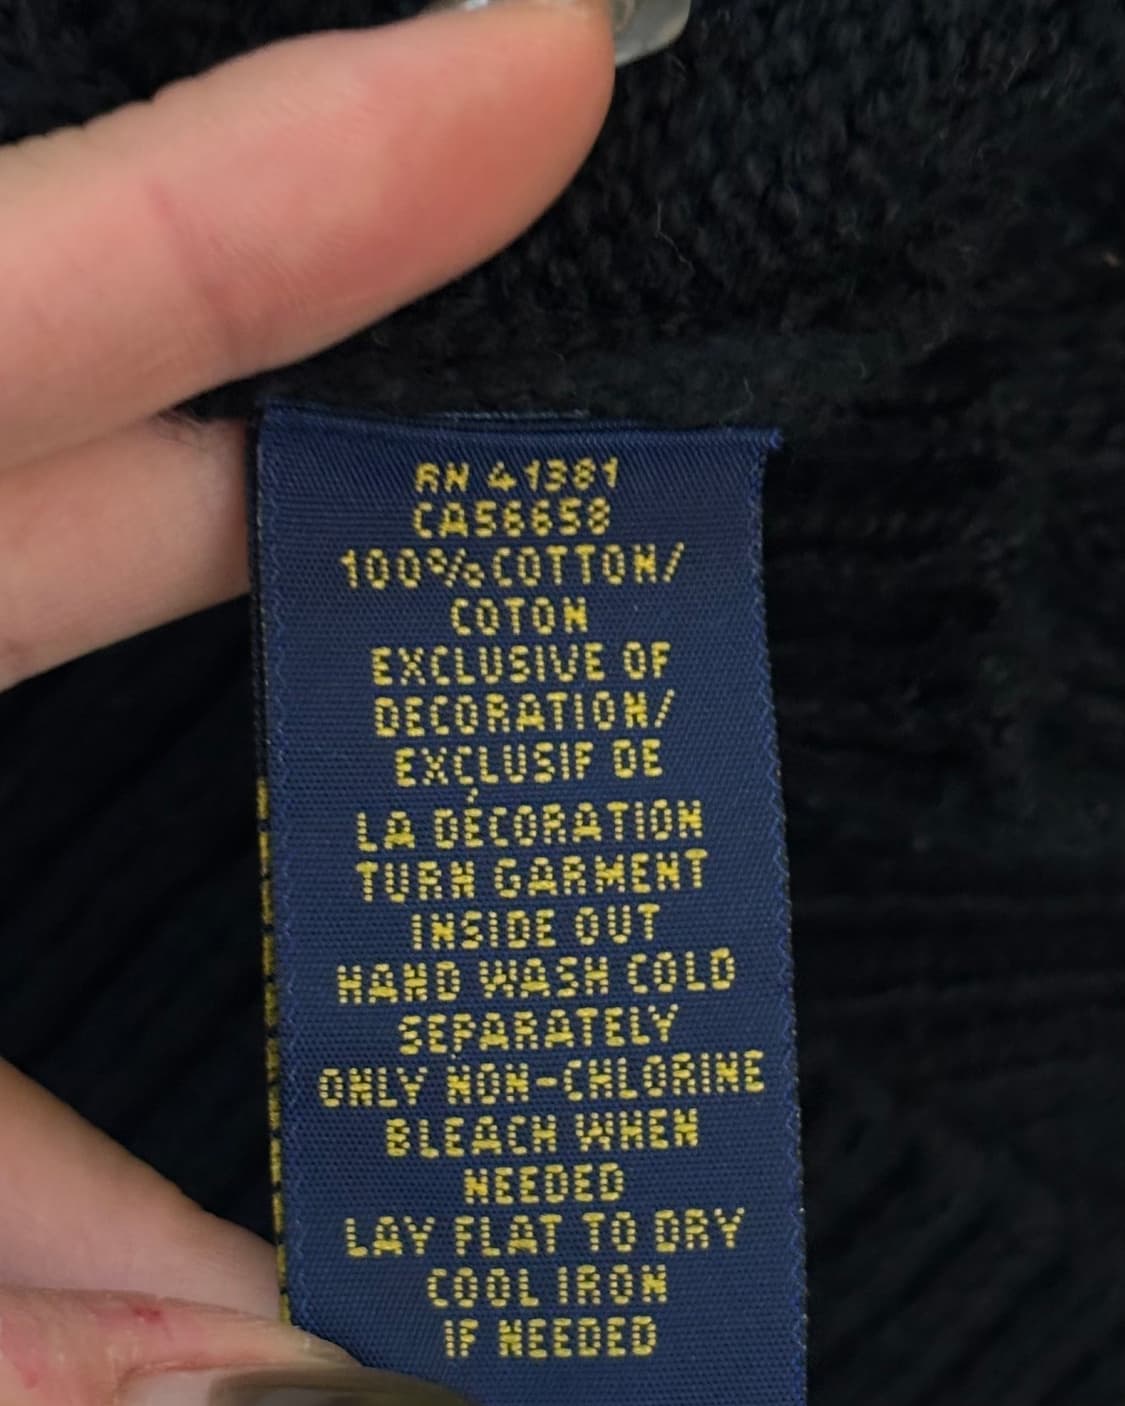 RN 41381
CA56658
100%COTTON/
COTON
EXCLUSIVE OF
DECORATION/
EXCLUSIF DE
LA DÉCORATION
TURN GARMENT
INSIDE OUT
HAND WASH COLD
SEPARATELY
ONLY NON-CHLORINE
BLEACH WHEN
NEEDED
LAY FLAT TO DRY
COOL IRON
IF NEEDED